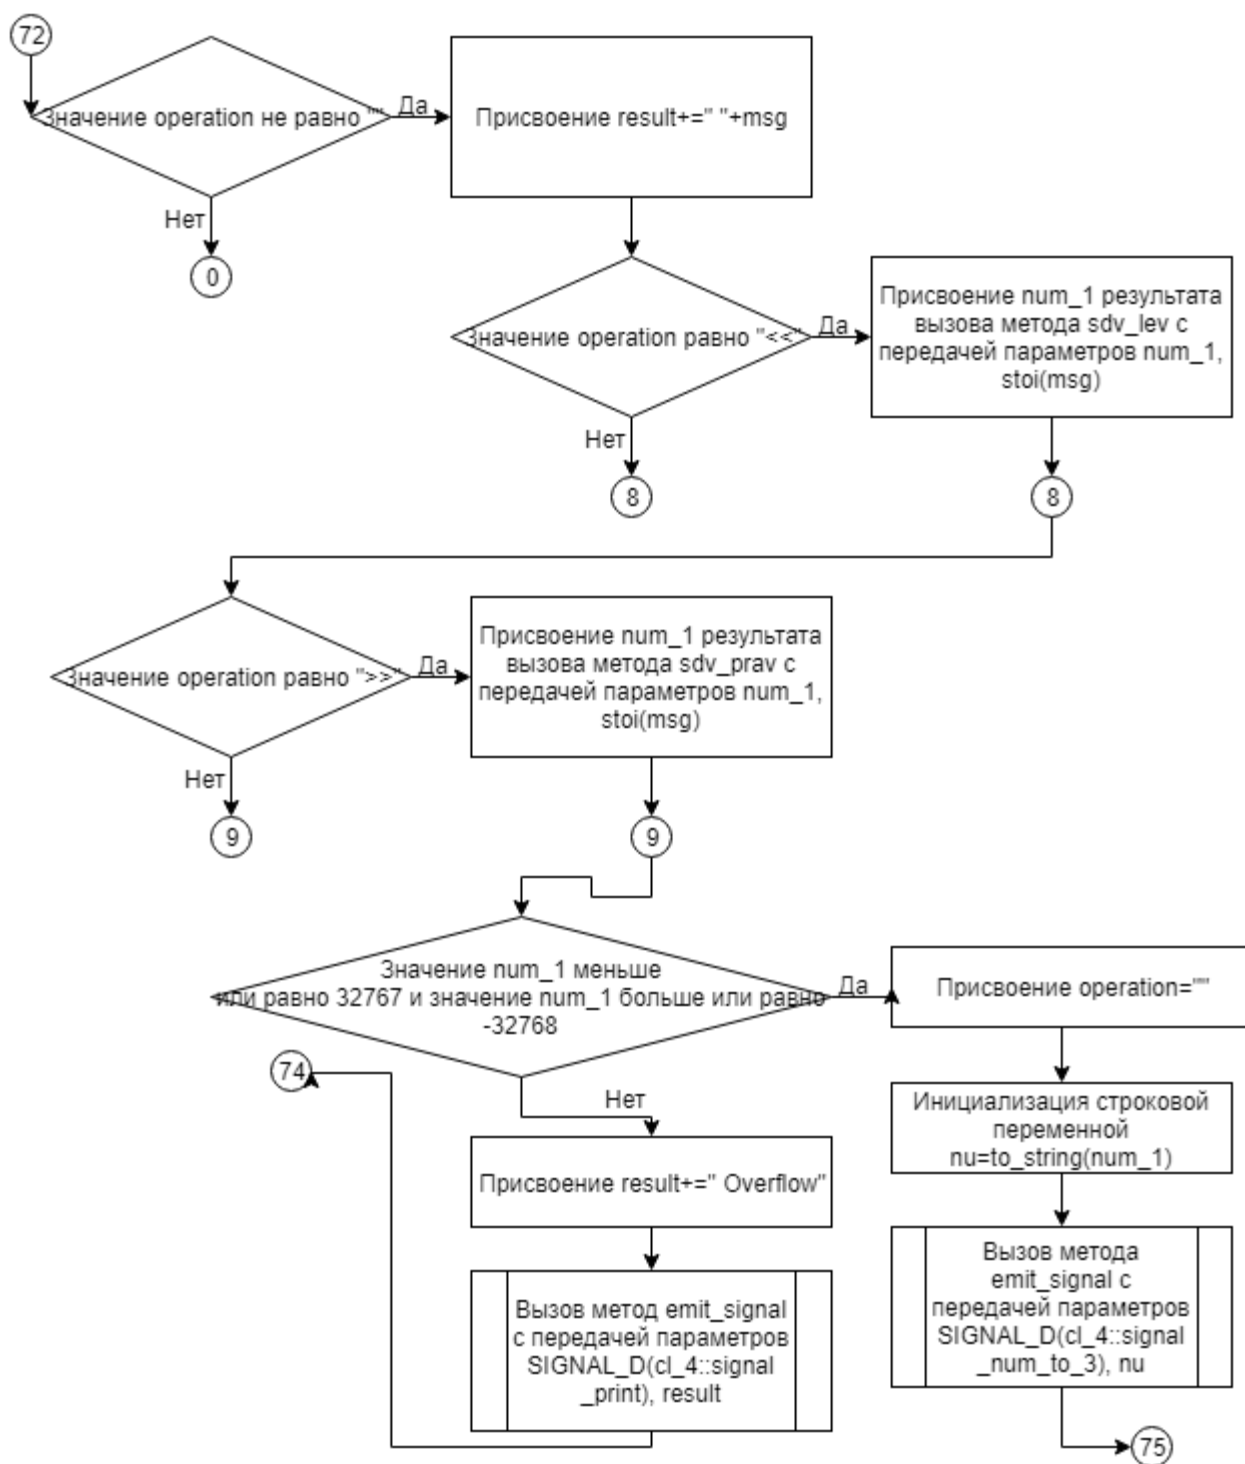 72
Значение operation не равно ""
Да
Присвоение result+=" "+msg
Нет
0
Значение operation равно "<<"
Да
Присвоение num_1 результата
вызова метода sdv_lev с
передачей параметров num_1,
stoi(msg)
Нет
8
8
Значение operation равно ">>"
Да
Присвоение num_1 результата
вызова метода sdv_prav с
передачей параметров num_1,
stoi(msg)
Нет
9
9
Значение num_1 меньше
или равно 32767 и значение num_1 больше или равно
-32768
Да
Присвоение operation=""
74
Нет
Инициализация строковой
переменной
nu=to_string(num_1)
Присвоение result+=" Overflow"
Вызов метода
emit_signal с
передачей параметров
SIGNAL_D(cl_4::signal
_num_to_3), nu
Вызов метод emit_signal
с передачей параметров
SIGNAL_D(cl_4::signal
_print), result
75